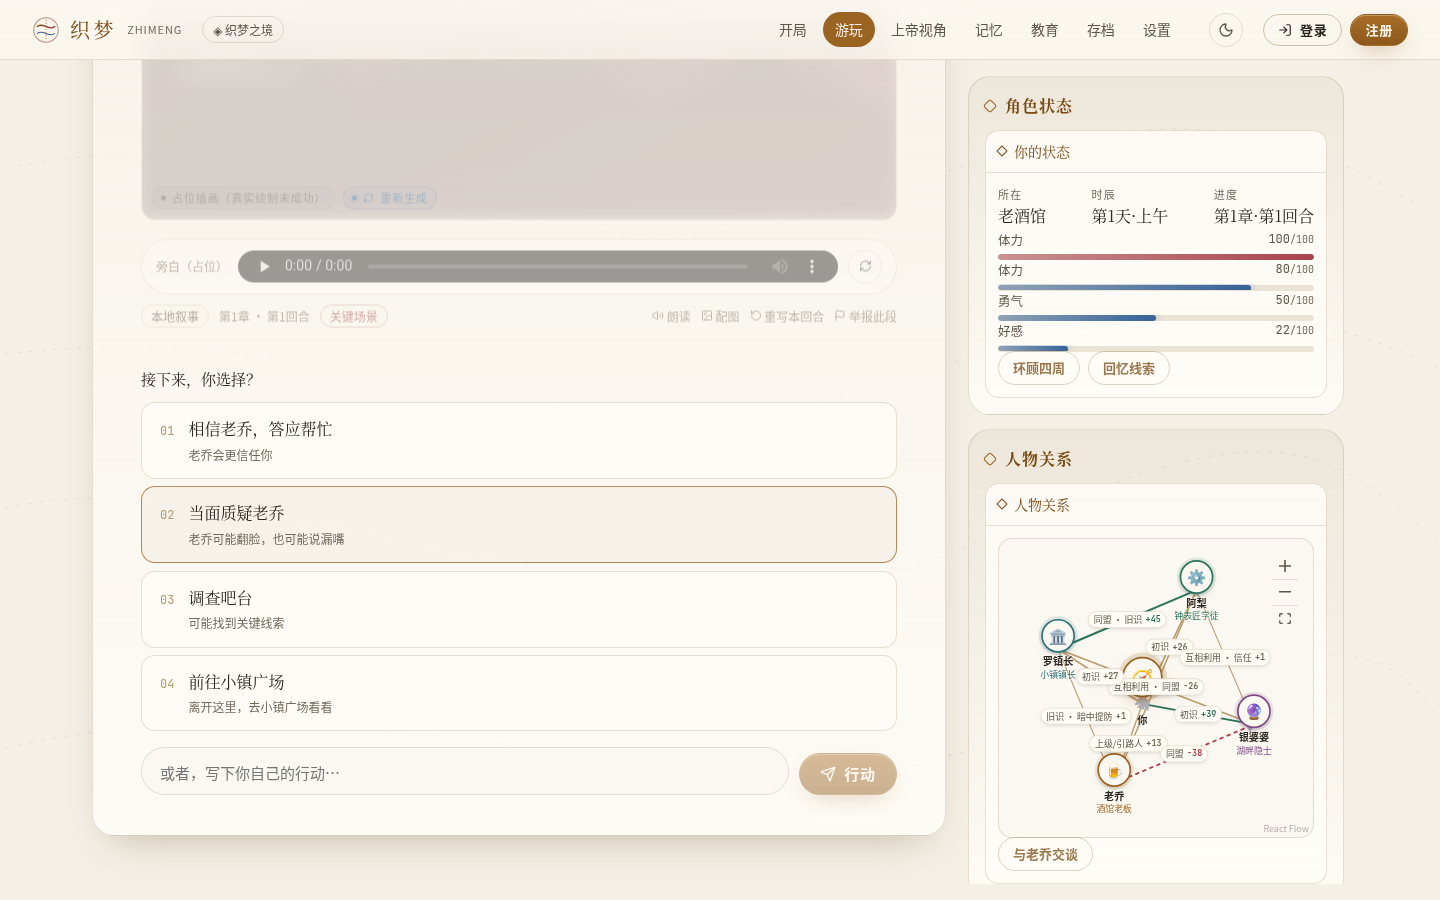 织梦 ZHIMENG ◈ 织梦之境 开局 游玩 上帝视角 记忆 教育 存档 设置 登录 注册
占位插画（真实绘制未成功） 重新生成
旁白（占位） 0:00 / 0:00
本地叙事 第1章 · 第1回合 关键场景 朗读 配图 重写本回合 举报此段
接下来，你选择？
01 相信老乔，答应帮忙
老乔会更信任你
02 当面质疑老乔
老乔可能翻脸，也可能说漏嘴
03 调查吧台
可能找到关键线索
04 前往小镇广场
离开这里，去小镇广场看看
或者，写下你自己的行动… 行动
角色状态
你的状态
所在 时辰 进度
老酒馆 第1天·上午 第1章·第1回合
体力 100/100
体力 80/100
勇气 50/100
好感 22/100
环顾四周 回忆线索
人物关系
人物关系
阿梨
钟表匠学徒
同盟 · 旧识 +45
罗镇长
小镇镇长
初识 +26
互相利用 · 信任 +1
初识 +27
互相利用 · 同盟 -26
旧识 · 暗中提防 +1
你
初识 +39
银婆婆
湖畔隐士
上级/引路人 +13
同盟 -38
老乔
酒馆老板
React Flow
与老乔交谈